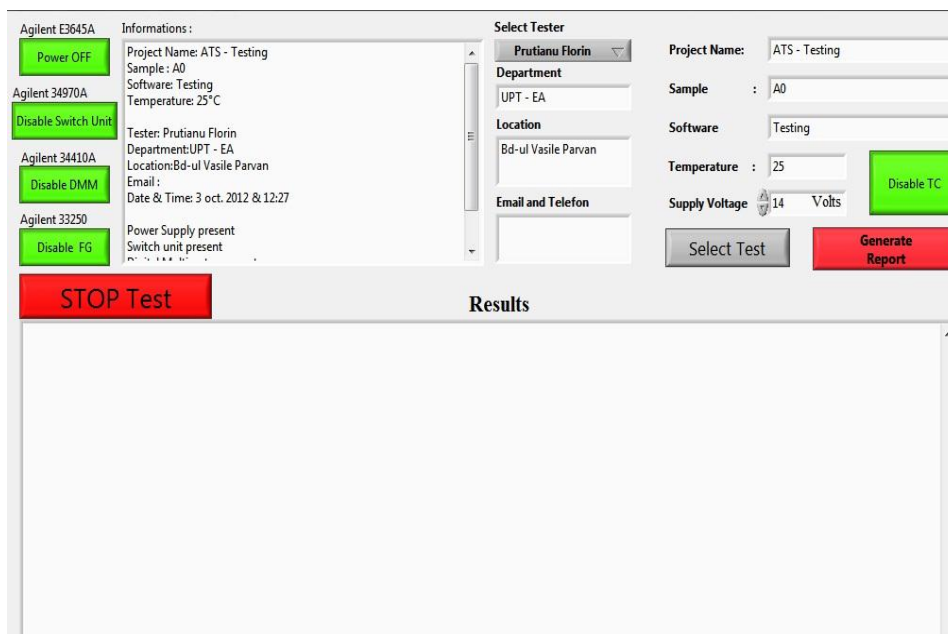 Agilent E3645A
Power OFF
Agilent 34970A
Disable Switch Unit
Agilent 34410A
Disable DMM
Agilent 33250
Disable FG
Informations :
Project Name: ATS - Testing
Sample : A0
Software: Testing
Temperature: 25°C
Tester: Prutianu Florin
Department:UPT - EA
Location:Bd-ul Vasile Parvan
Email :
Date & Time: 3 oct. 2012 & 12:27
Power Supply present
Switch unit present
Select Tester
Prutianu Florin
Department
UPT - EA
Location
Bd-ul Vasile Parvan
Email and Telefon
Project Name: ATS - Testing
Sample : A0
Software Testing
Temperature : 25
Supply Voltage 14 Volts
Disable TC
Select Test
Generate
Report
STOP Test
Results